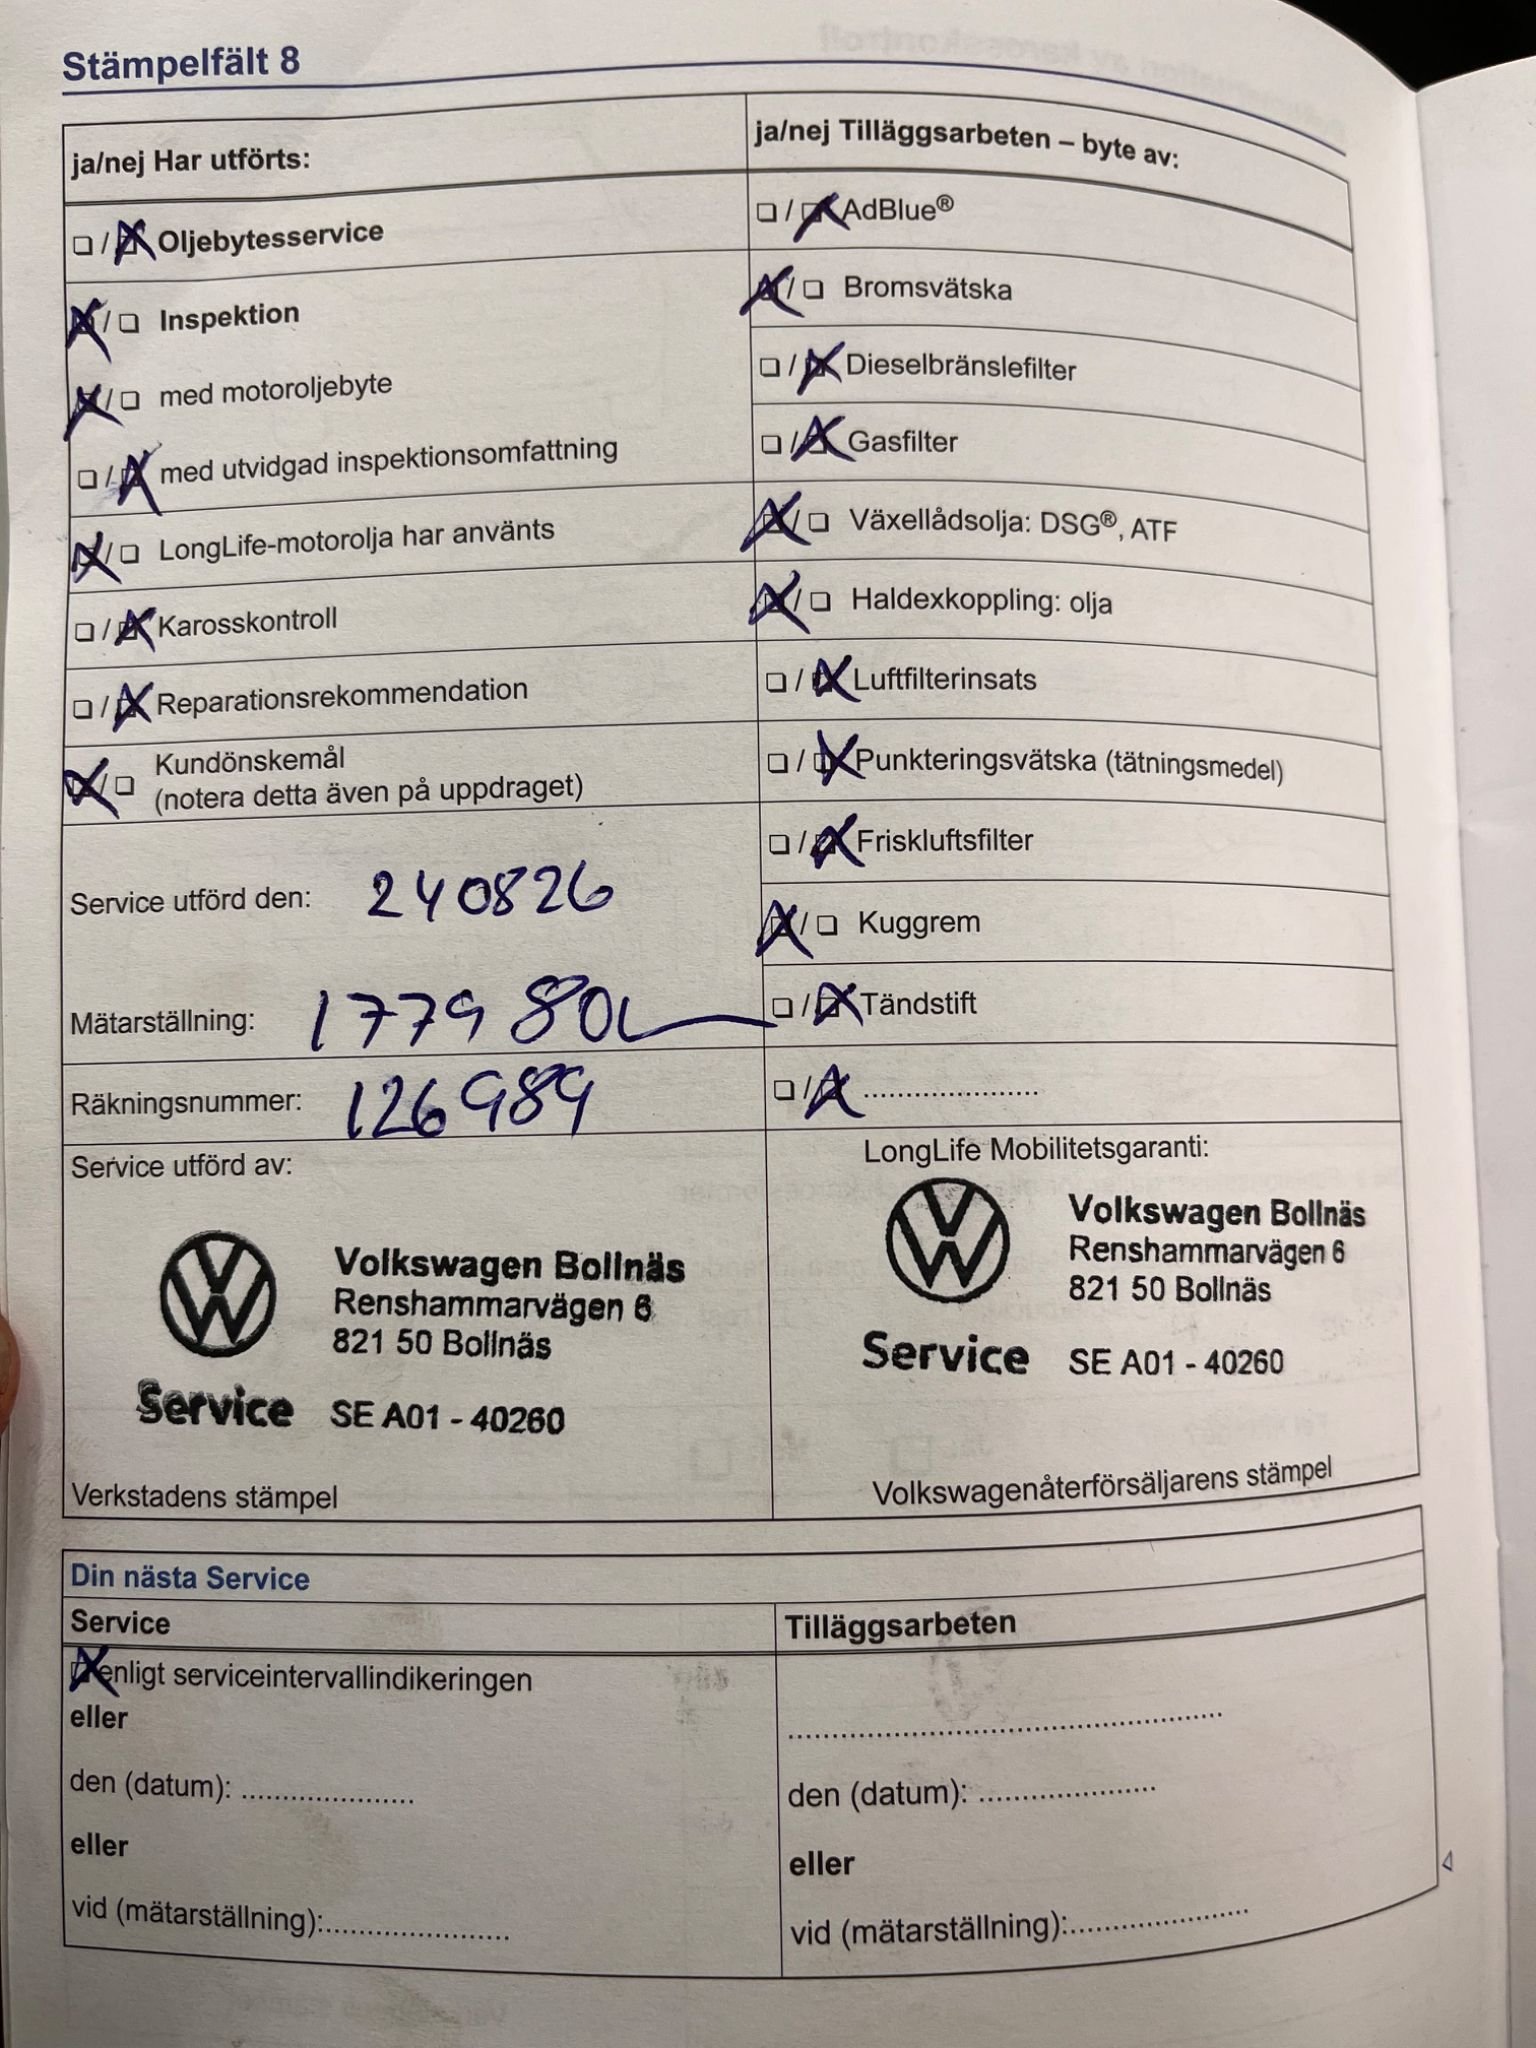 Stämpelfält 8
ja/nej Har utförts:
❏ / ❏ Oljebytesservice
❏ / ❏ Inspektion
❏ / ❏ med motoroljebyte
❏ / ❏ med utvidgad inspektionsomfattning
❏ / ❏ LongLife-motorolja har använts
❏ / ❏ Karosskontroll
❏ / ❏ Reparationsrekommendation
❏ / ❏ Kundönskemål
(notera detta även på uppdraget)
Service utförd den: 240826
Mätarställning: 177980
Räkningsnummer: 126989
ja/nej Tilläggsarbeten – byte av:
❏ / ❏ AdBlue®
❏ / ❏ Bromsvätska
❏ / ❏ Dieselbränslefilter
❏ / ❏ Gasfilter
❏ / ❏ Växellådsolja: DSG®, ATF
❏ / ❏ Haldexkoppling: olja
❏ / ❏ Luftfilterinsats
❏ / ❏ Punkteringsvätska (tätningsmedel)
❏ / ❏ Friskluftsfilter
❏ / ❏ Kuggrem
❏ / ❏ Tändstift
❏ / ❏ .....................
Service utförd av:
Volkswagen Bollnäs
Renshammarvägen 6
821 50 Bollnäs
Service SE A01 - 40260
Verkstadens stämpel
LongLife Mobilitetsgaranti:
Volkswagen Bollnäs
Renshammarvägen 6
821 50 Bollnäs
Service SE A01 - 40260
Volkswagenåterförsäljarens stämpel
Din nästa Service
Service
❏ enligt serviceintervallindikeringen
eller
den (datum): .....................
eller
vid (mätarställning):......................
Tilläggsarbeten
.....................................................
den (datum): .....................
eller
vid (mätarställning):.....................